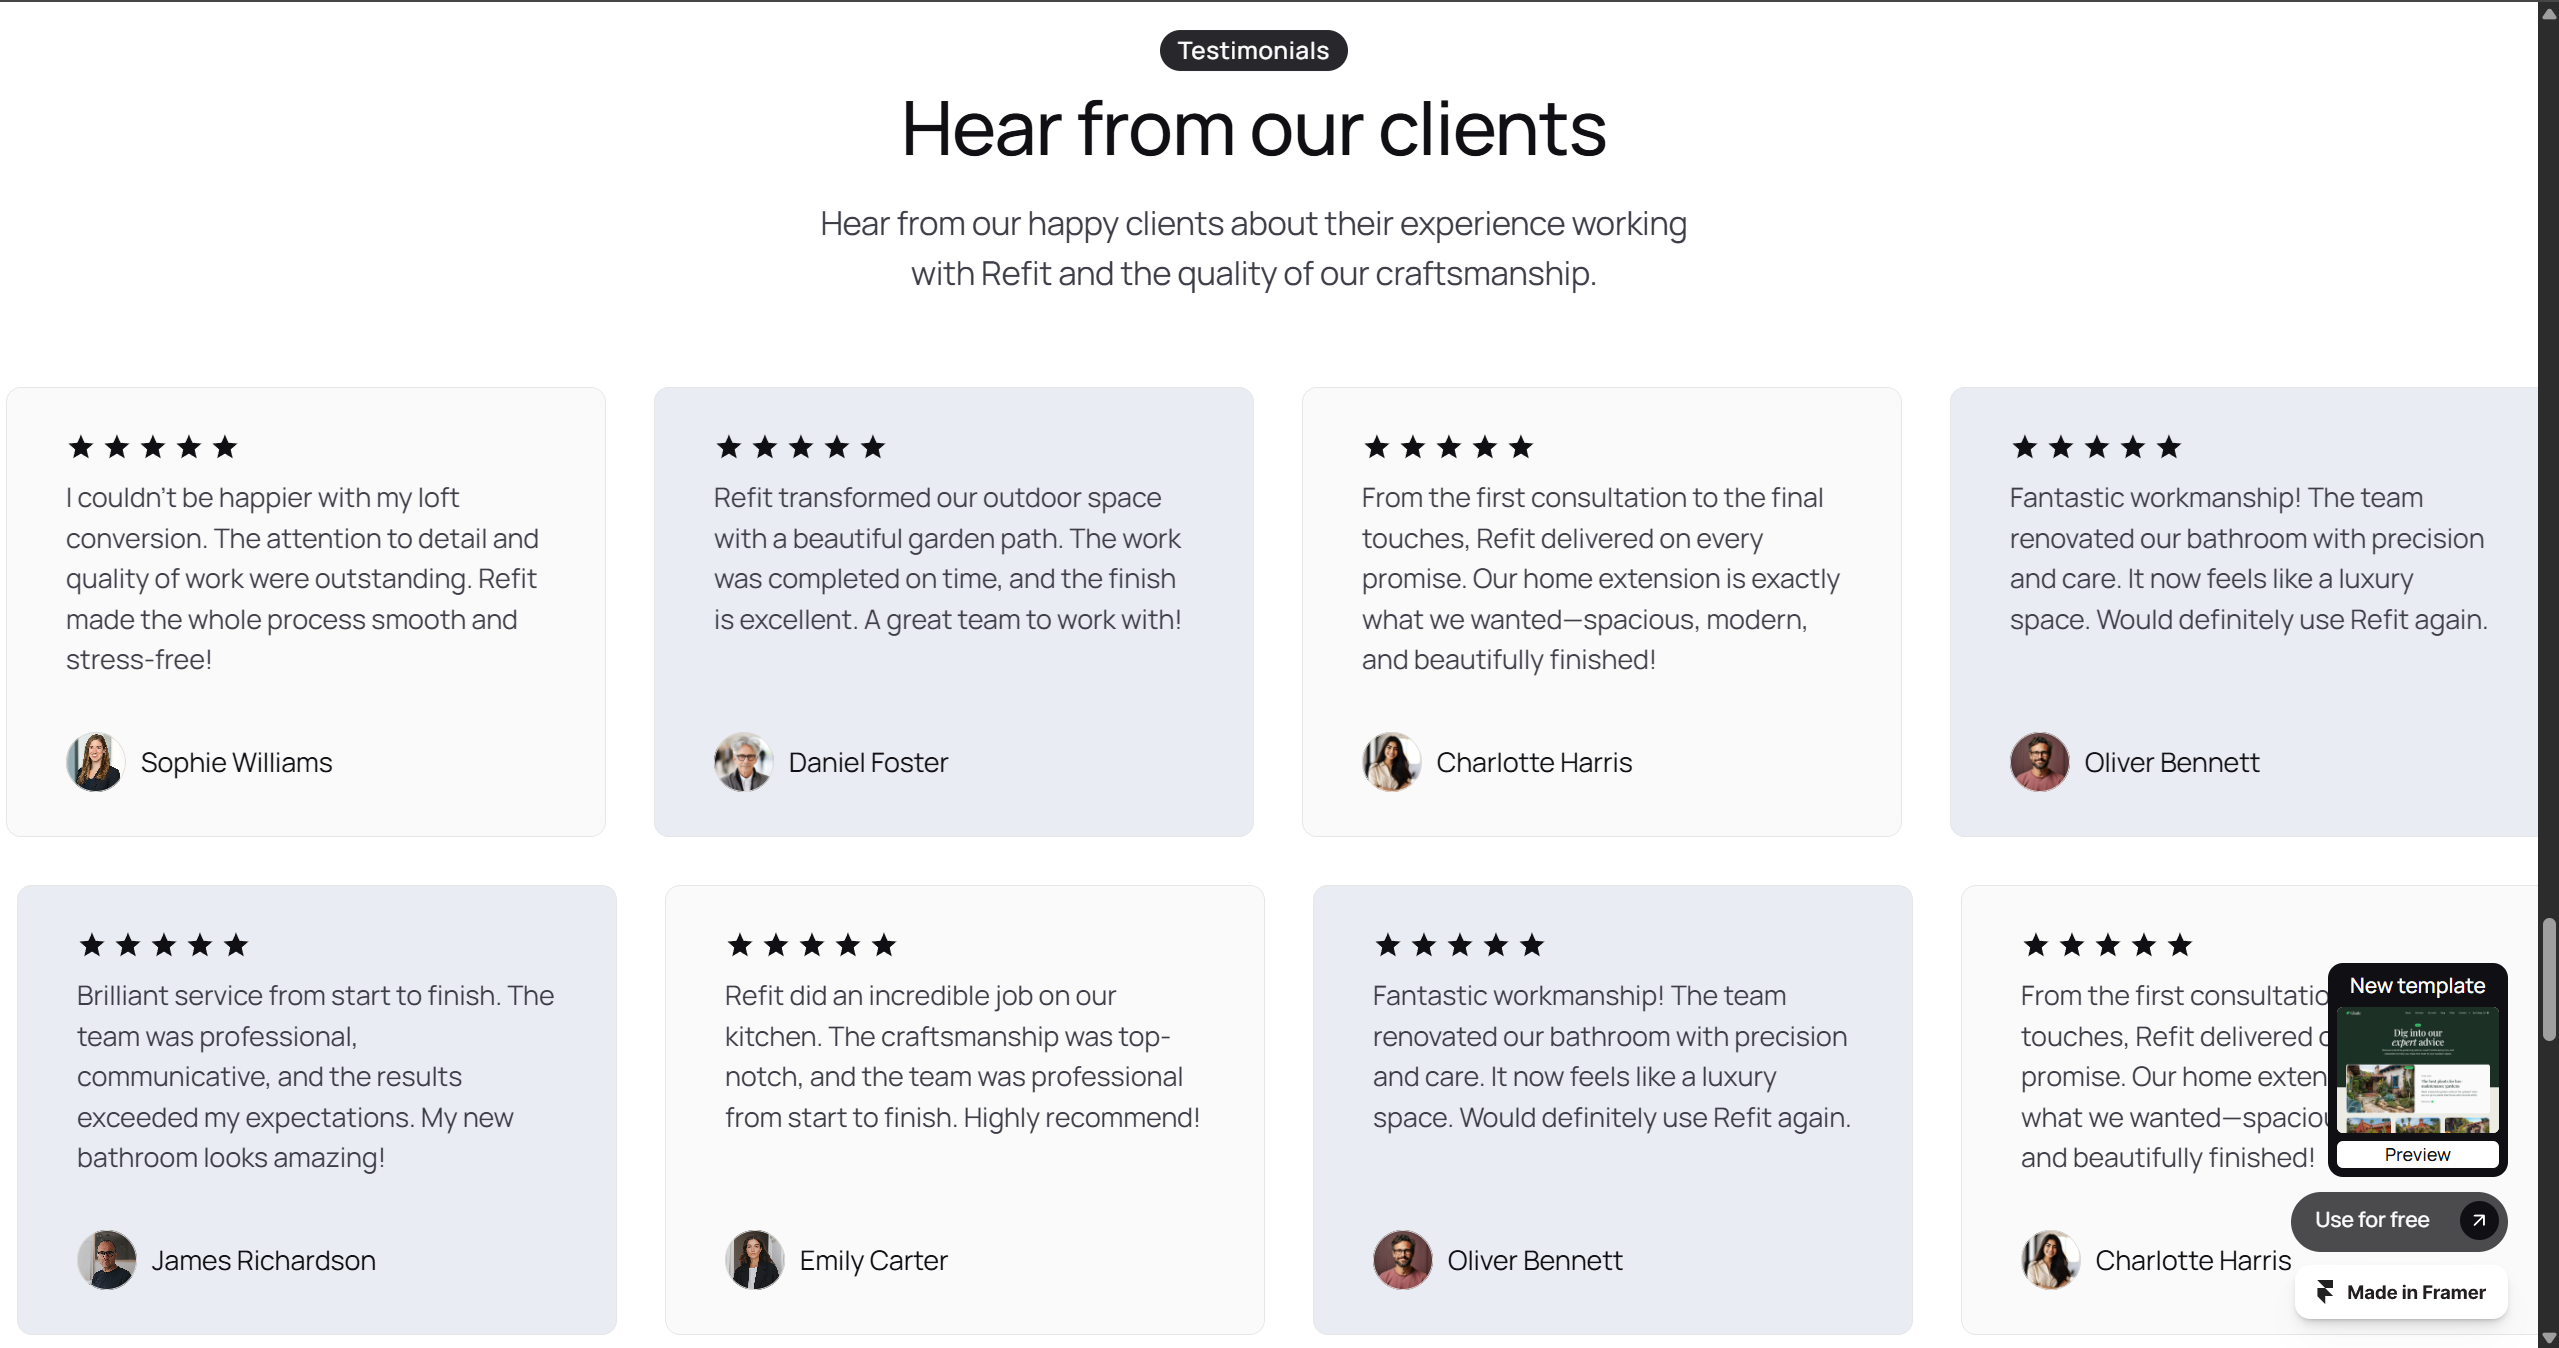 Testimonials
Hear from our clients
Hear from our happy clients about their experience working
with Refit and the quality of our craftsmanship.
I couldn’t be happier with my loft
conversion. The attention to detail and
quality of work were outstanding. Refit
made the whole process smooth and
stress-free!
Sophie Williams
Refit transformed our outdoor space
with a beautiful garden path. The work
was completed on time, and the finish
is excellent. A great team to work with!
Daniel Foster
From the first consultation to the final
touches, Refit delivered on every
promise. Our home extension is exactly
what we wanted—spacious, modern,
and beautifully finished!
Charlotte Harris
Fantastic workmanship! The team
renovated our bathroom with precision
and care. It now feels like a luxury
space. Would definitely use Refit again.
Oliver Bennett
Brilliant service from start to finish. The
team was professional,
communicative, and the results
exceeded my expectations. My new
bathroom looks amazing!
James Richardson
Refit did an incredible job on our
kitchen. The craftsmanship was top-
notch, and the team was professional
from start to finish. Highly recommend!
Emily Carter
Fantastic workmanship! The team
renovated our bathroom with precision
and care. It now feels like a luxury
space. Would definitely use Refit again.
Oliver Bennett
From the first consultatio
touches, Refit delivered
promise. Our home exten
what we wanted—spaciou
and beautifully finished!
Charlotte Harris
New template
Dig into our
expert advice
Preview
Use for free
Made in Framer